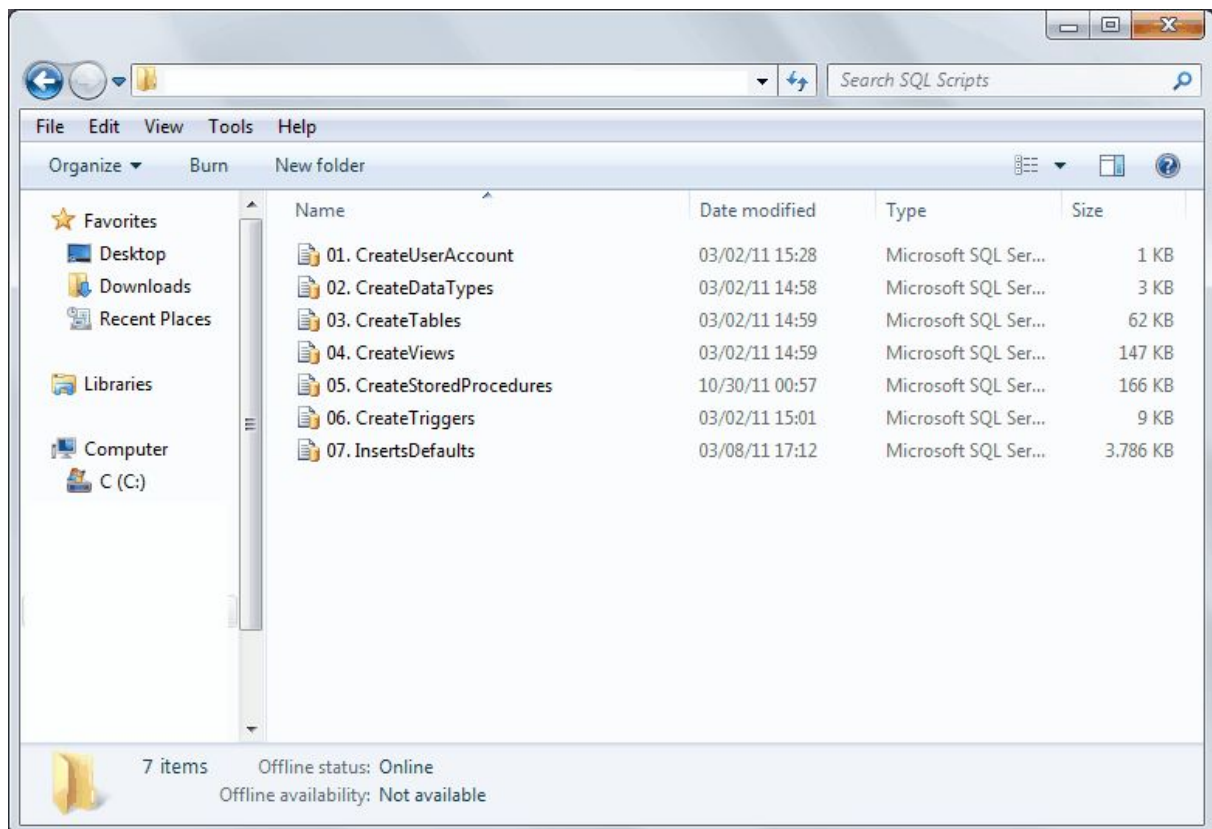 Search SQL Scripts
File Edit View Tools Help
Organize Burn New folder
Favorites
Desktop
Downloads
Recent Places
Libraries
Computer
C (C:)
Name Date modified Type Size
01. CreateUserAccount 03/02/11 15:28 Microsoft SQL Ser... 1 KB
02. CreateDataTypes 03/02/11 14:58 Microsoft SQL Ser... 3 KB
03. CreateTables 03/02/11 14:59 Microsoft SQL Ser... 62 KB
04. CreateViews 03/02/11 14:59 Microsoft SQL Ser... 147 KB
05. CreateStoredProcedures 10/30/11 00:57 Microsoft SQL Ser... 166 KB
06. CreateTriggers 03/02/11 15:01 Microsoft SQL Ser... 9 KB
07. InsertsDefaults 03/08/11 17:12 Microsoft SQL Ser... 3.786 KB
7 items Offline status: Online
Offline availability: Not available